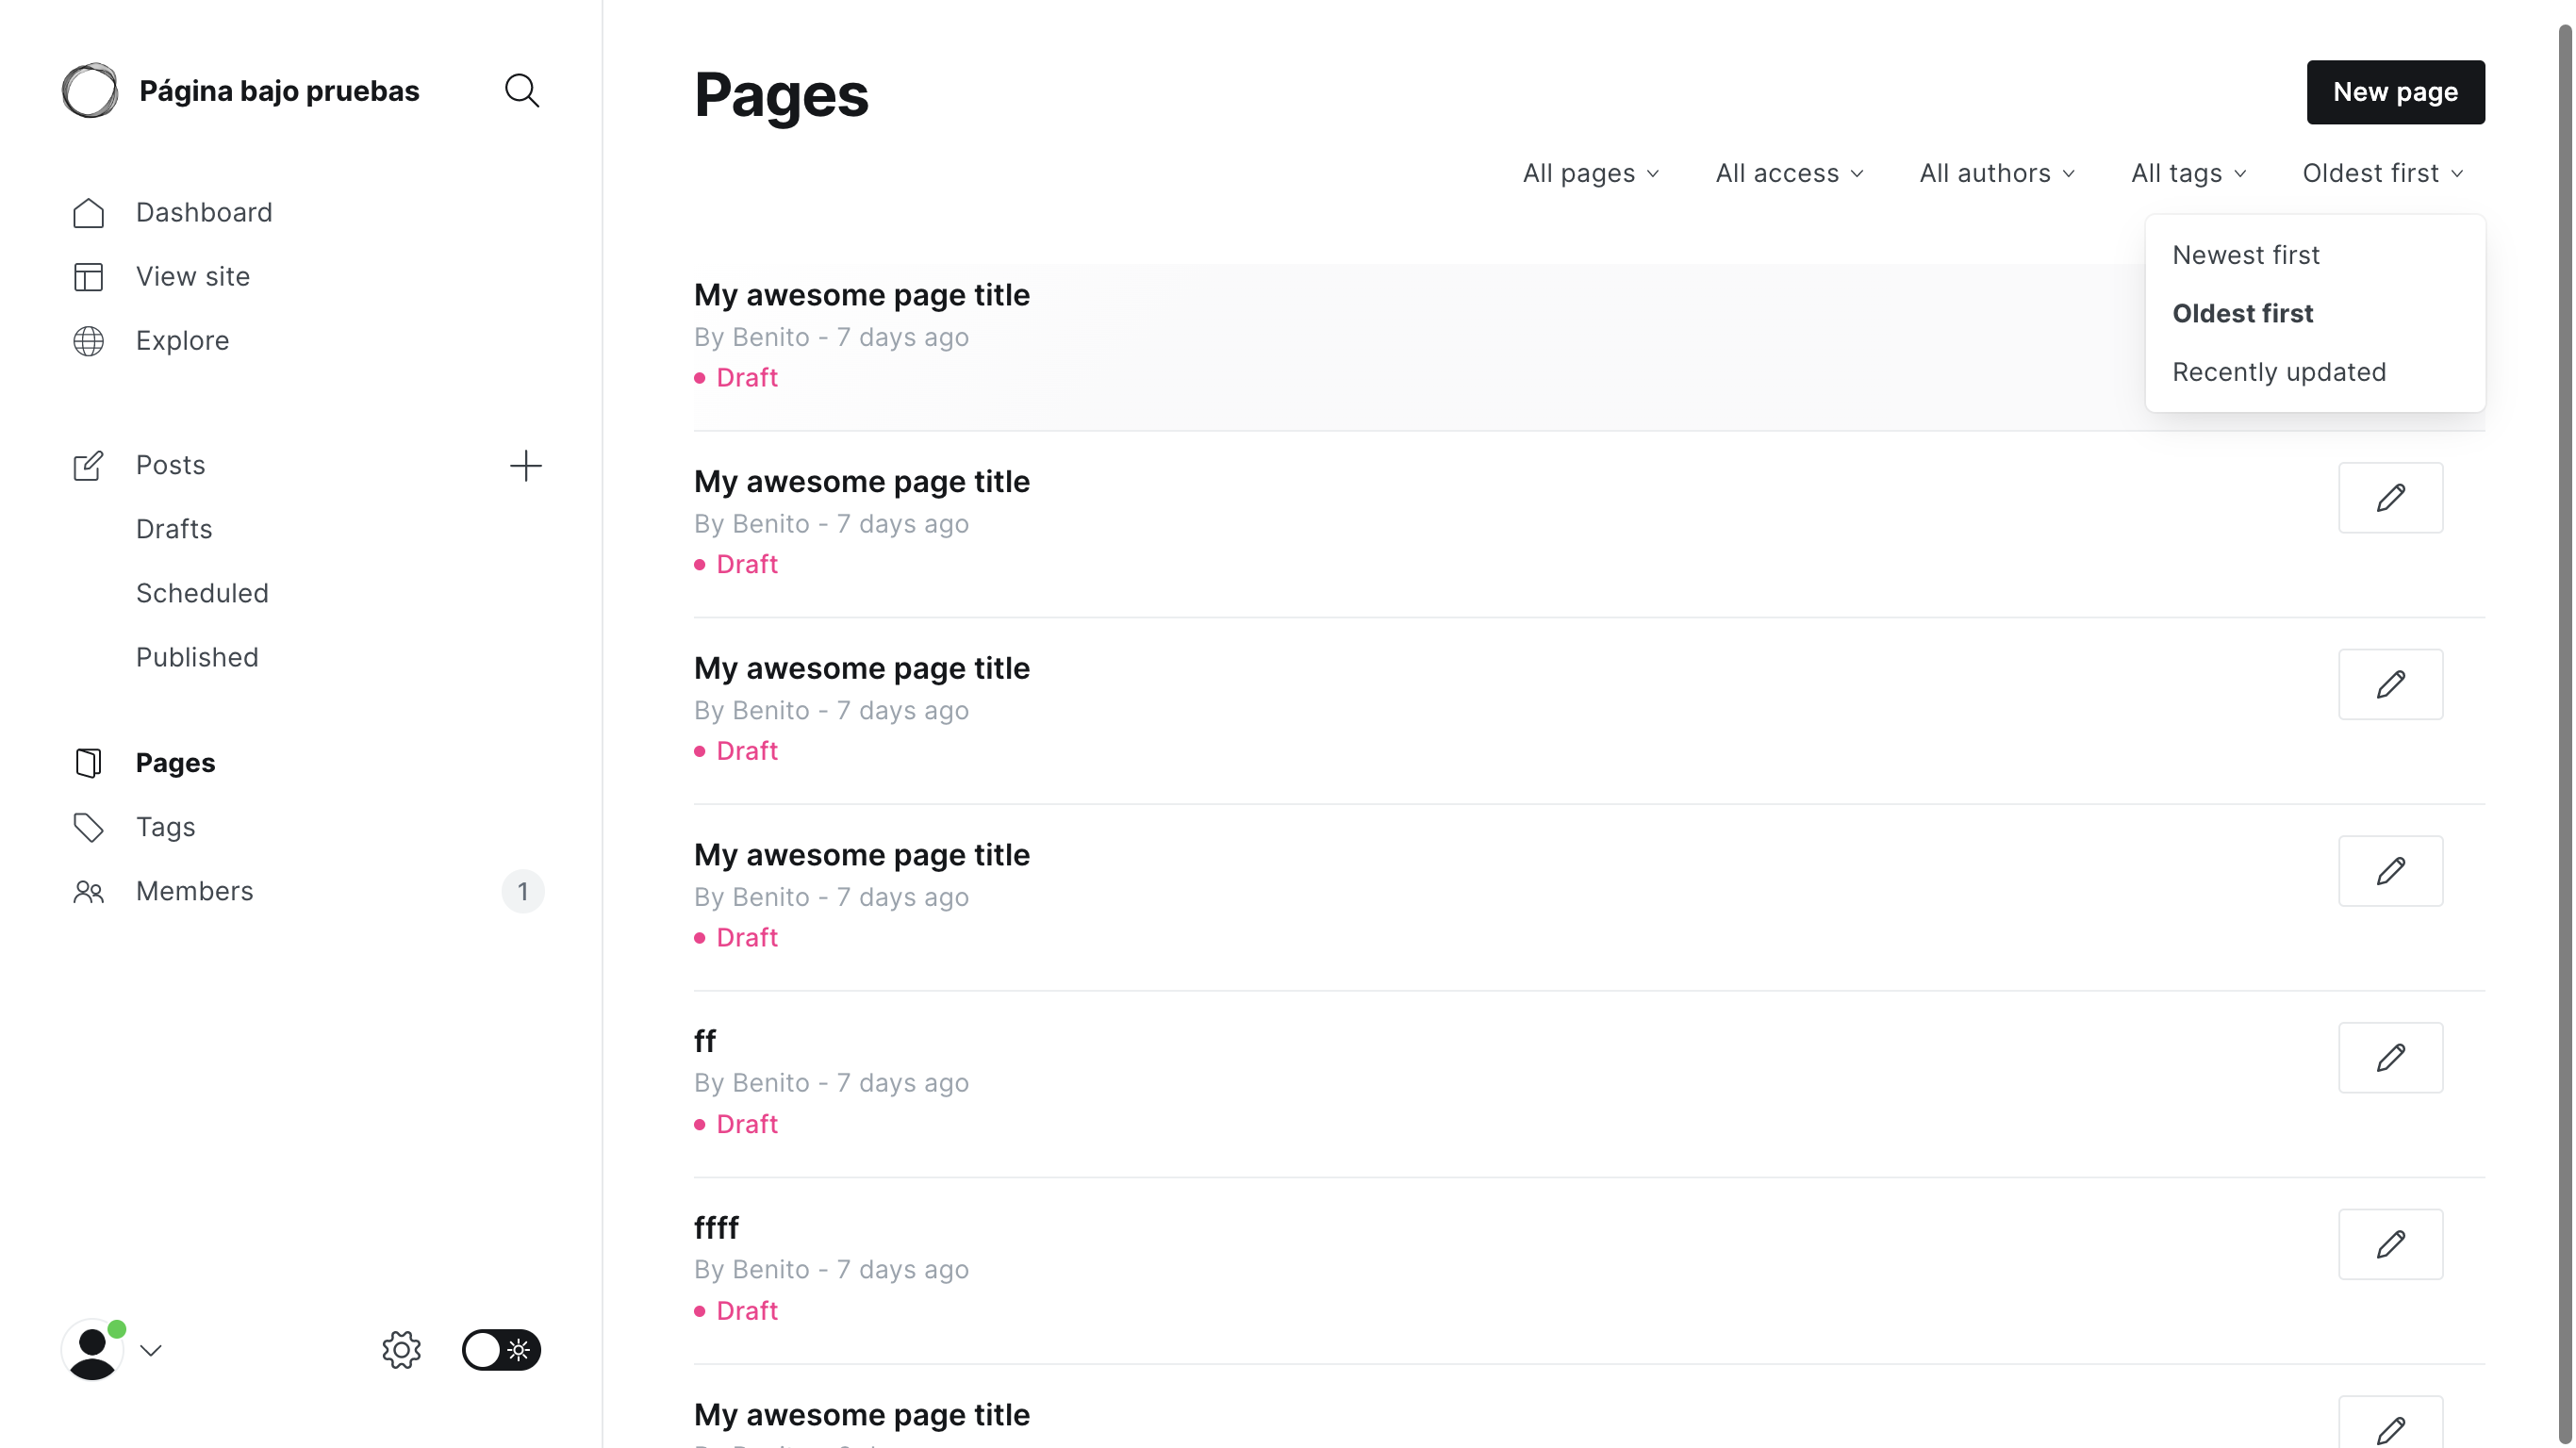 Página bajo pruebas
Dashboard
View site
Explore
Posts
Drafts
Scheduled
Published
Pages
Tags
Members
1
Pages
New page
All pages
All access
All authors
All tags
Oldest first
Newest first
Oldest first
Recently updated
My awesome page title
By Benito - 7 days ago
Draft
My awesome page title
By Benito - 7 days ago
Draft
My awesome page title
By Benito - 7 days ago
Draft
My awesome page title
By Benito - 7 days ago
Draft
ff
By Benito - 7 days ago
Draft
ffff
By Benito - 7 days ago
Draft
My awesome page title